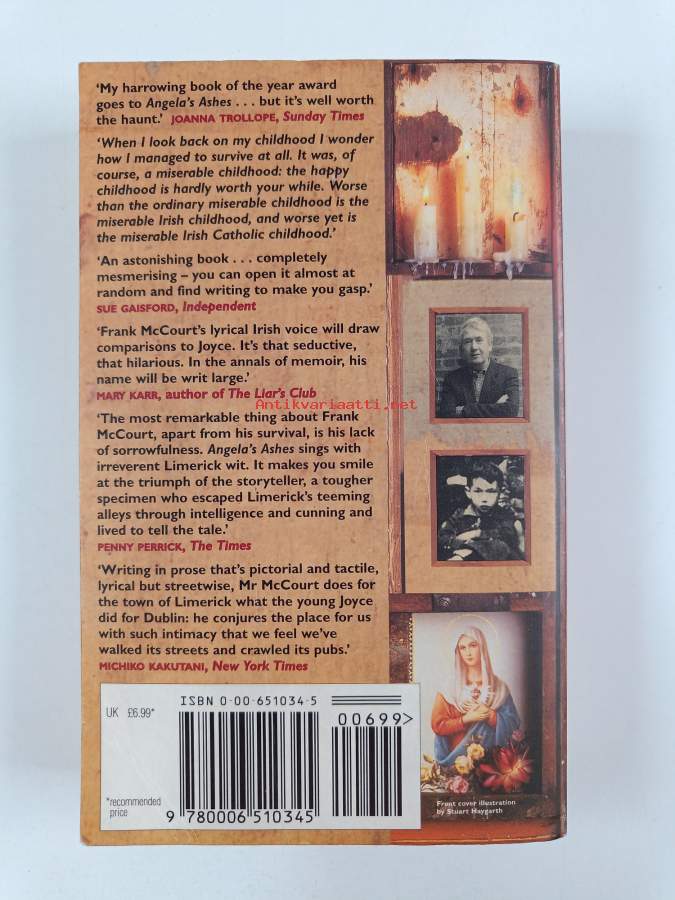 'My harrowing book of the year award
goes to Angela's Ashes . . . but it's well worth
the haunt.' JOANNA TROLLOPE, Sunday Times
'When I look back on my childhood I wonder
how I managed to survive at all. It was, of
course, a miserable childhood: the happy
childhood is hardly worth your while. Worse
than the ordinary miserable childhood is the
miserable Irish childhood, and worse yet is
the miserable Irish Catholic childhood.'
'An astonishing book . . . completely
mesmerising – you can open it almost at
random and find writing to make you gasp.'
SUE GAISFORD, Independent
'Frank McCourt's lyrical Irish voice will draw
comparisons to Joyce. It's that seductive,
that hilarious. In the annals of memoir, his
name will be writ large.'
MARY KARR, author of The Liar's Club
Antikvariaatti.net
'The most remarkable thing about Frank
McCourt, apart from his survival, is his lack
of sorrowfulness. Angela's Ashes sings with
irreverent Limerick wit. It makes you smile
at the triumph of the storyteller, a tougher
specimen who escaped Limerick's teeming
alleys through intelligence and cunning and
lived to tell the tale.'
PENNY PERRICK, The Times
'Writing in prose that's pictorial and tactile,
lyrical but streetwise, Mr McCourt does for
the town of Limerick what the young Joyce
did for Dublin: he conjures the place for us
with such intimacy that we feel we've
walked its streets and crawled its pubs.'
MICHIKO KAKUTANI, New York Times
ISBN 0-00-651034-5
UK £6.99*
00699>
*recommended
price
9 780006 510345
Front cover illustration
by Stuart Haygarth